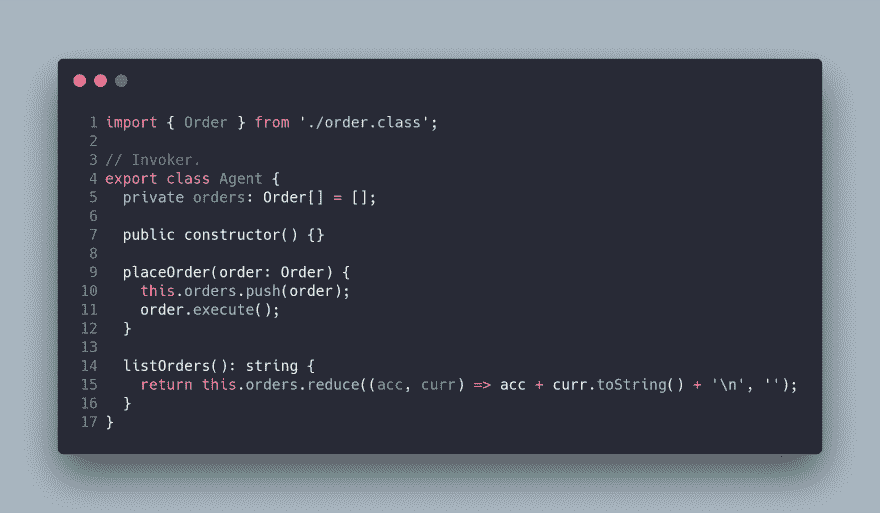 1 import { Order } from './order.class';
2
3 // Invoker.
4 export class Agent {
5   private orders: Order[] = [];
6
7   public constructor() {}
8
9   placeOrder(order: Order) {
10     this.orders.push(order);
11     order.execute();
12   }
13
14   listOrders(): string {
15     return this.orders.reduce((acc, curr) => acc + curr.toString() + '\n', '');
16   }
17 }